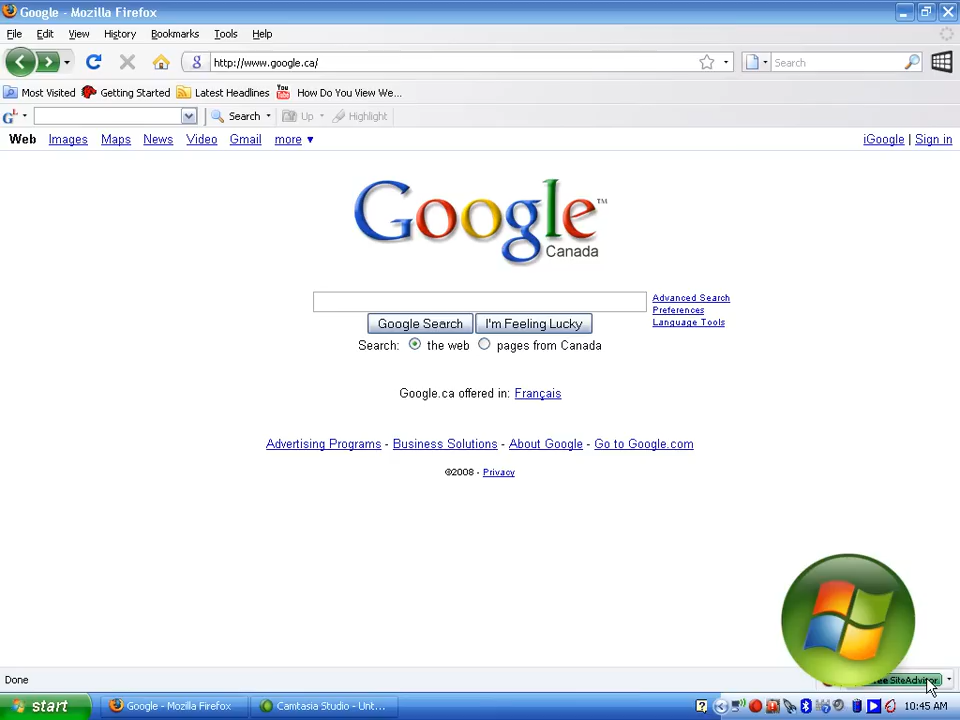 Google - Mozilla Firefox
File Edit View History Bookmarks Tools Help
http://www.google.ca/ Search
Most Visited Getting Started Latest Headlines You How Do You View We...
G Search Up Highlight
Web Images Maps News Video Gmail more ▼ iGoogle | Sign in
Google™
Canada
Advanced Search
Preferences
Language Tools
Google Search I'm Feeling Lucky
Search: the web pages from Canada
Google.ca offered in: Français
Advertising Programs - Business Solutions - About Google - Go to Google.com
©2008 - Privacy
Done SiteAdvisor
start Google - Mozilla Firefox Camtasia Studio - Unt... 10:45 AM